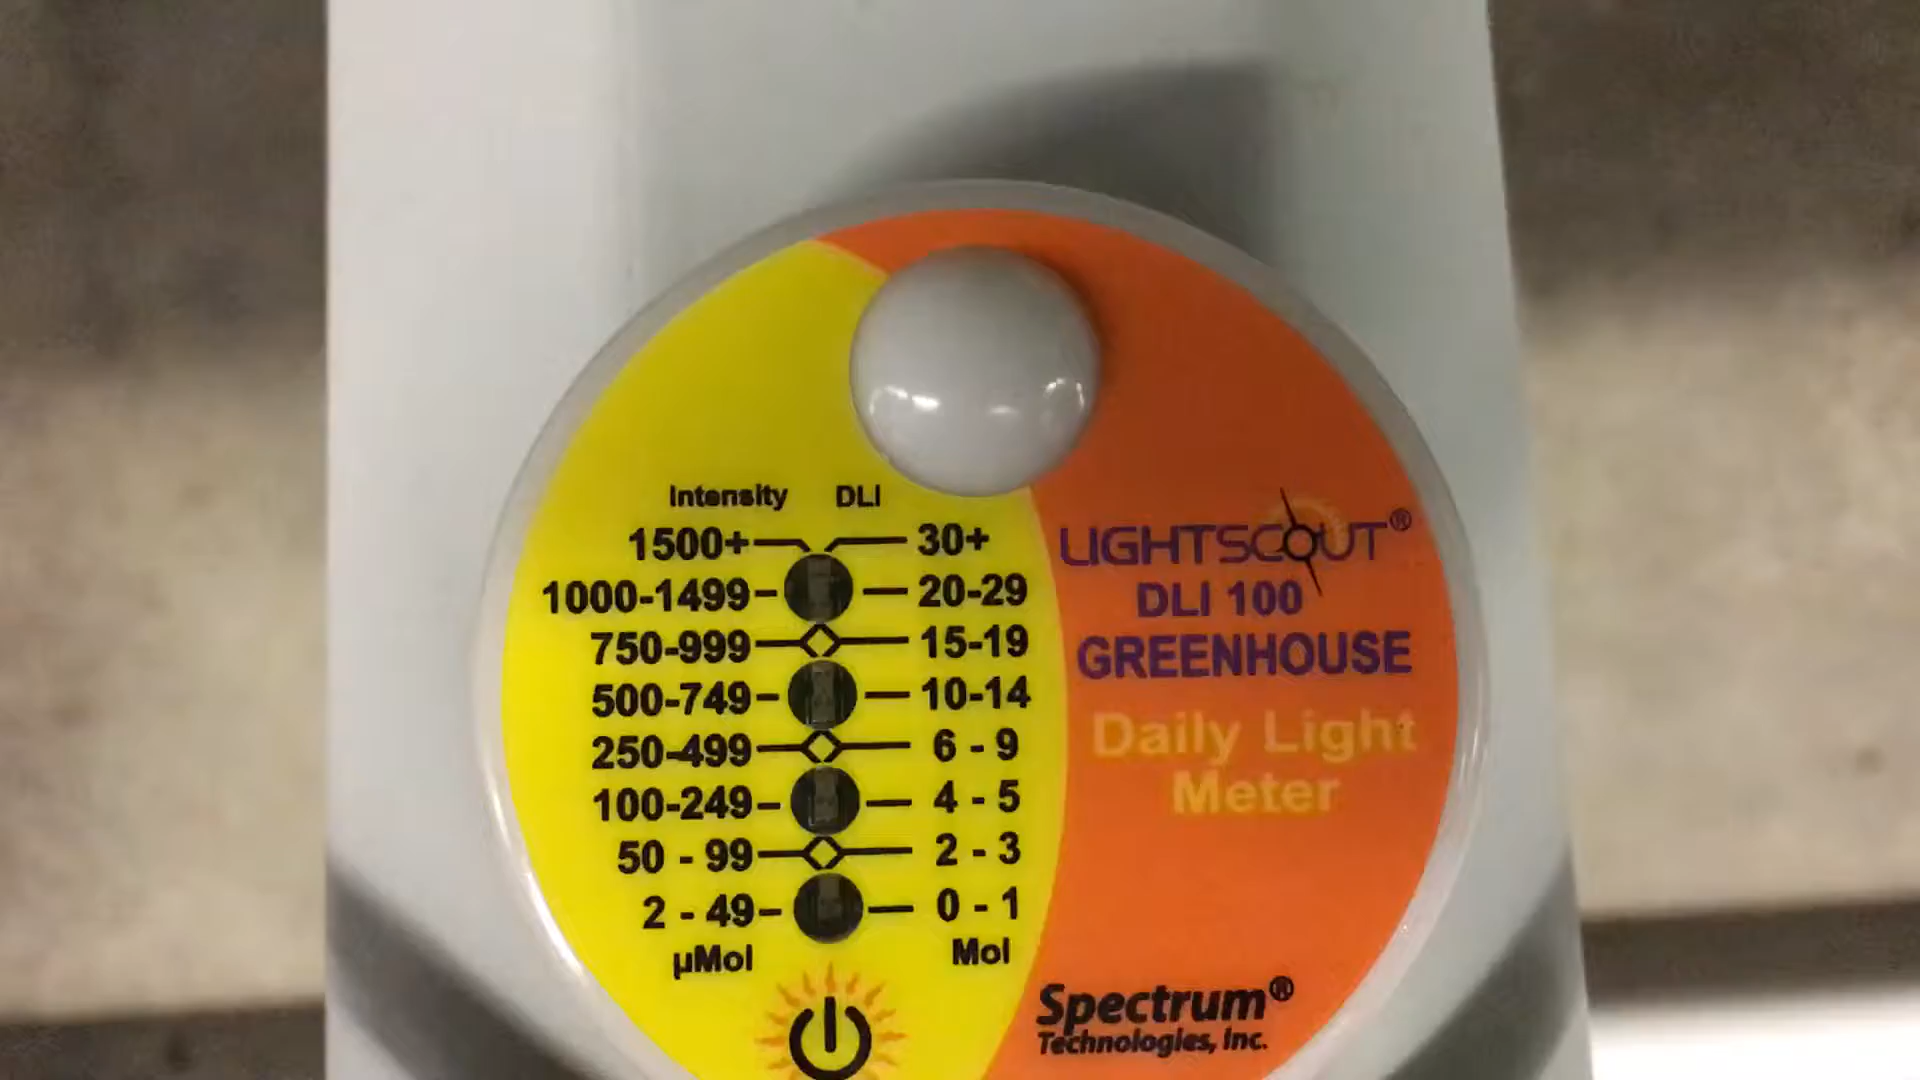 Intensity DLI
1500+ 30+
1000-1499 20-29
750-999 15-19
500-749 10-14
250-499 6 - 9
100-249 4 - 5
50 - 99 2 - 3
2 - 49 0 - 1
µMol Mol
LIGHTSCOUT®
DLI 100
GREENHOUSE
Daily Light
Meter
Spectrum®
Technologies, Inc.